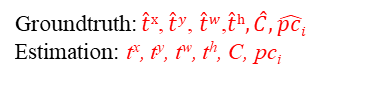 Groundtruth: t̂ˣ, t̂ʸ, t̂ʷ,t̂ʰ, Ĉ, p͡cᵢ
Estimation: tˣ, tʸ, tʷ, tʰ, C, pcᵢ